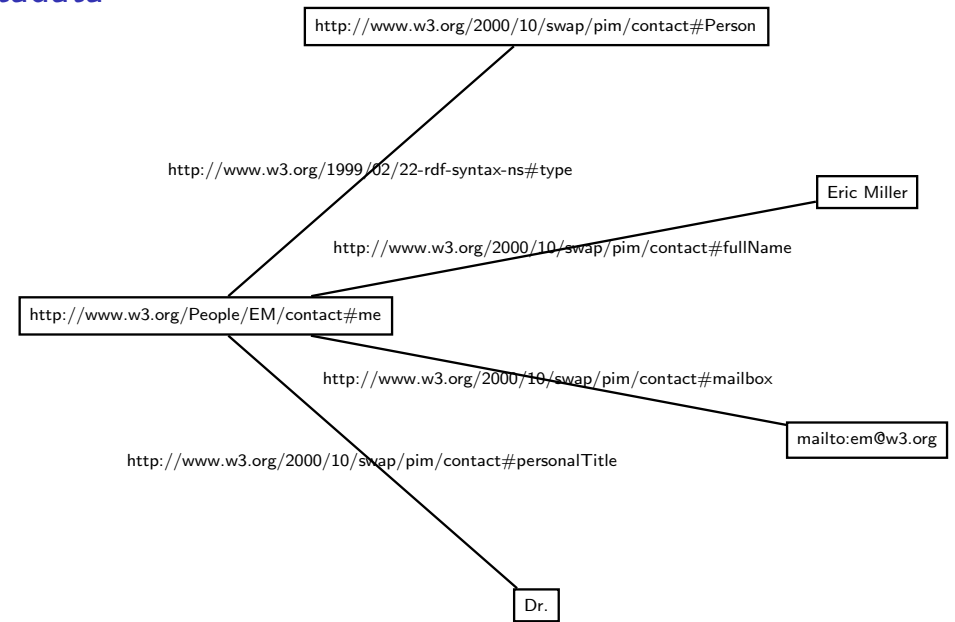 http://www.w3.org/2000/10/swap/pim/contact#Person
http://www.w3.org/1999/02/22-rdf-syntax-ns#type
Eric Miller
http://www.w3.org/2000/10/swap/pim/contact#fullName
http://www.w3.org/People/EM/contact#me
http://www.w3.org/2000/10/swap/pim/contact#mailbox
mailto:em@w3.org
http://www.w3.org/2000/10/swap/pim/contact#personalTitle
Dr.